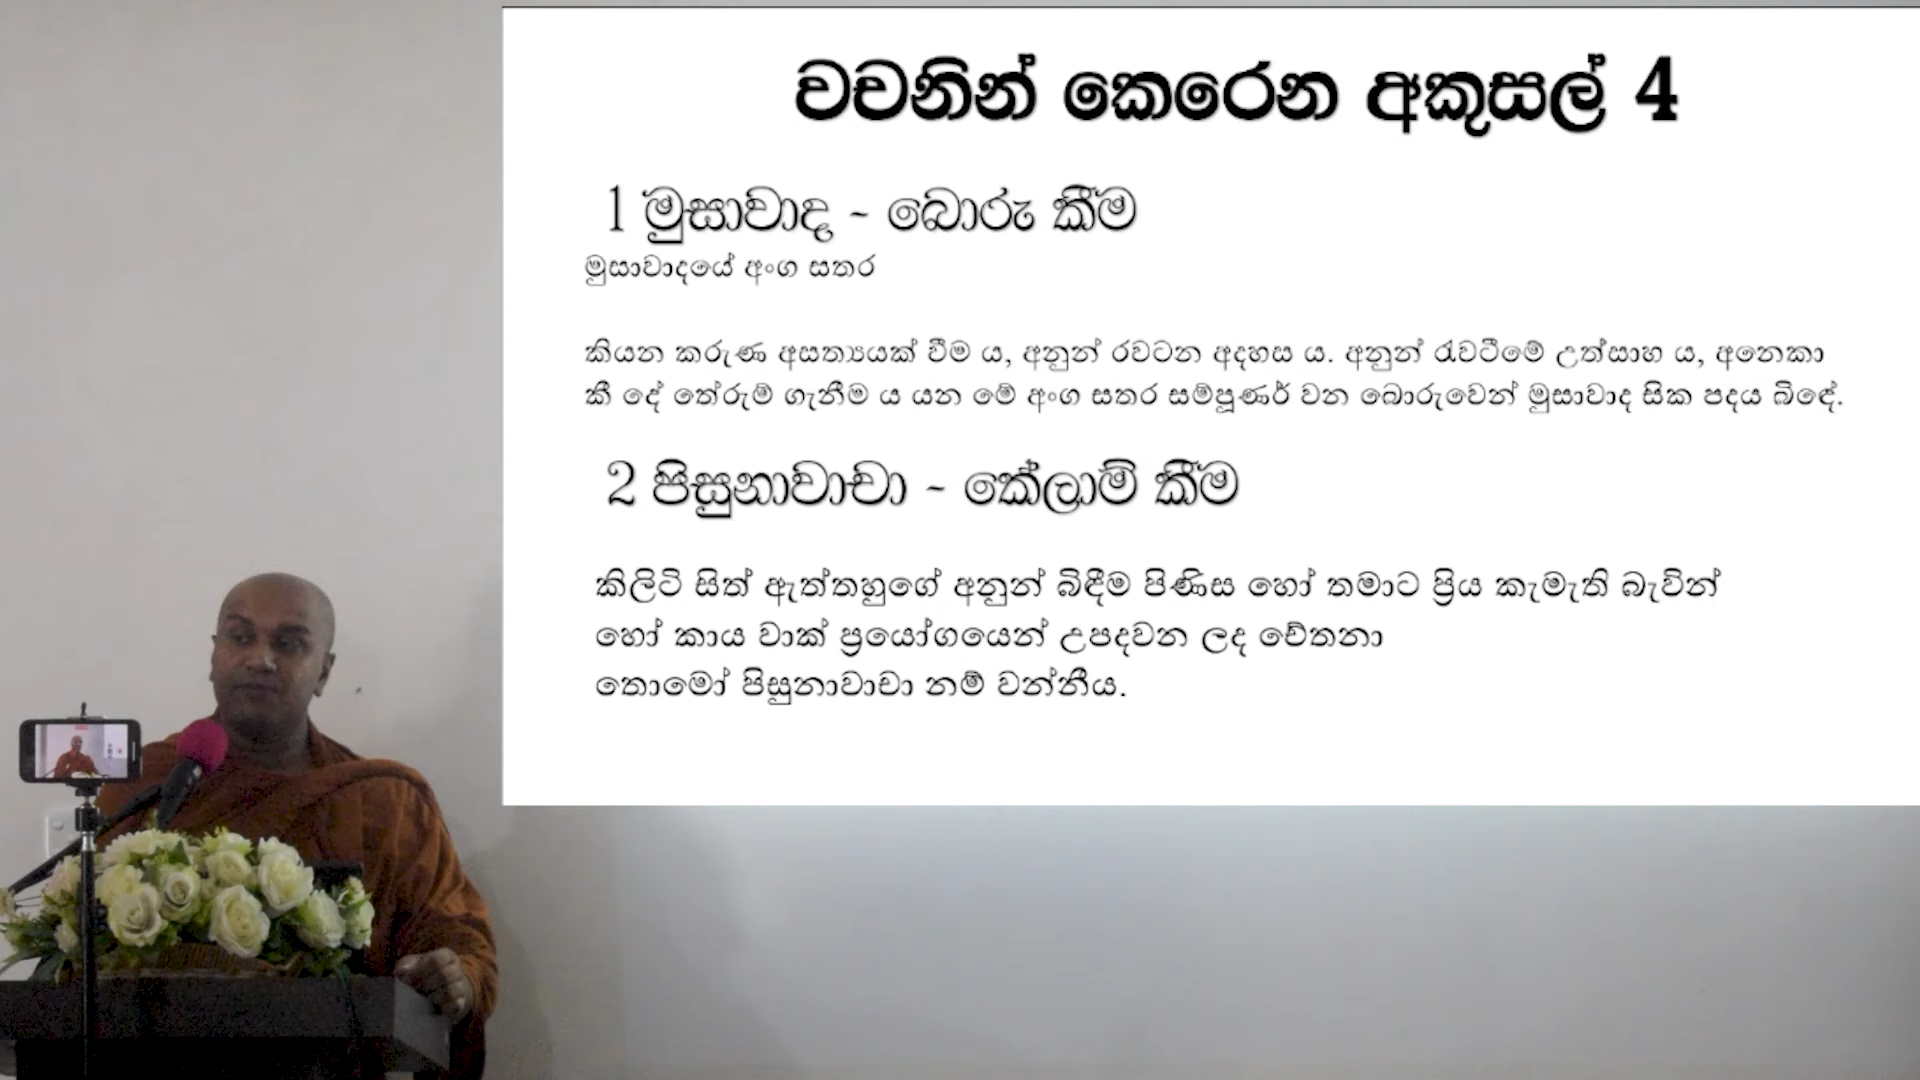 වචනින් කෙරෙන අකුසල් 4
1 මුසාවාද - බොරු කීම
මුසාවාදයේ අංග සතර
කියන කරුණ අසත්‍යයක් වීම ය, අනුන් රවටන අදහස ය. අනුන් රැවටීමේ උත්සාහ ය, අනෙකා
කී දේ තේරුම් ගැනීම ය යන මේ අංග සතර සම්පූණර් වන බොරුවෙන් මුසාවාද සික පදය බිඳේ.
2 පිසුනාවාචා - කේලාම් කීම
කිලිටි සිත් ඇත්තහුගේ අනුන් බිඳීම පිණිස හෝ තමාට ප්‍රිය කැමැති බැවින්
හෝ කාය වාක් ප්‍රයෝගයෙන් උපදවන ලද චේතනා
තොමෝ පිසුනාවාචා නම් වන්නීය.